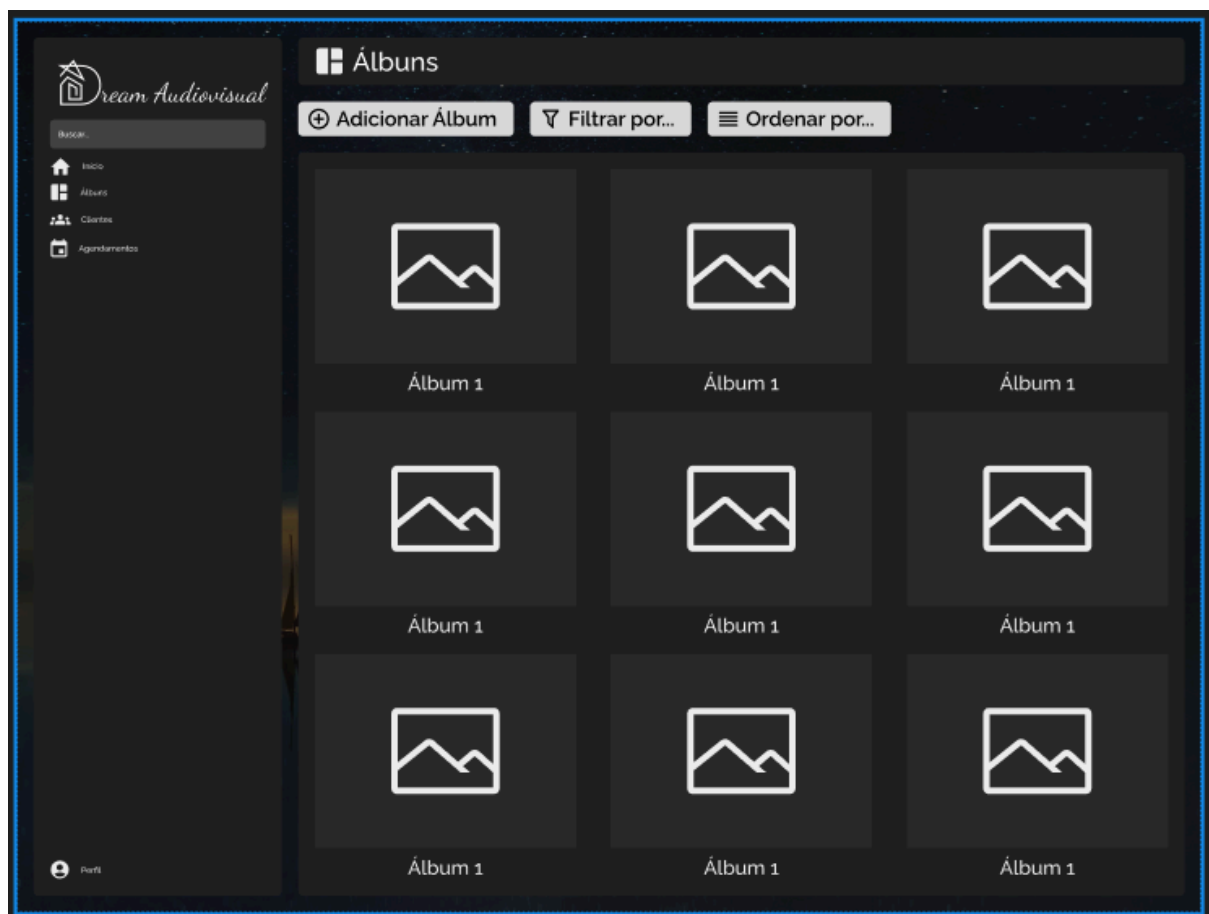 Dream Audiovisual
Buscar..
Início
Álbuns
Clientes
Agendamentos
Perfil
Álbuns
Adicionar Álbum
Filtrar por...
Ordenar por...
Álbum 1
Álbum 1
Álbum 1
Álbum 1
Álbum 1
Álbum 1
Álbum 1
Álbum 1
Álbum 1